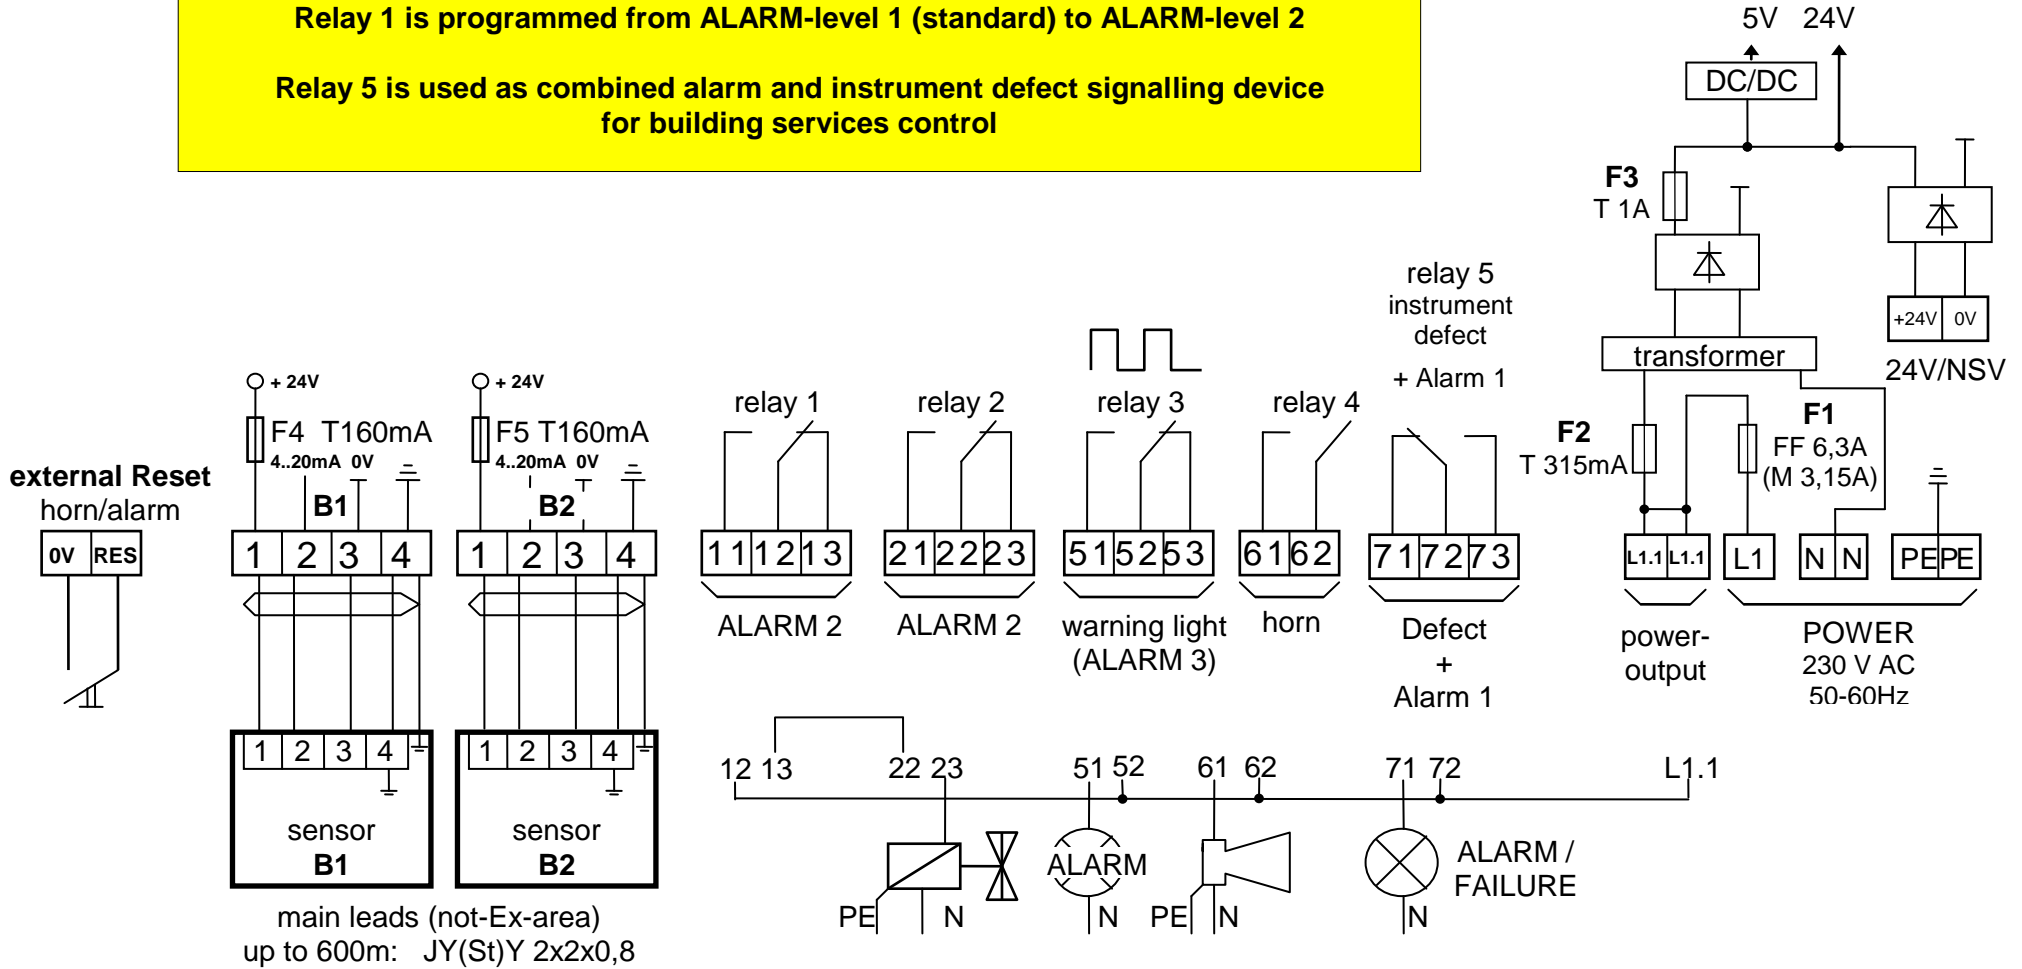 Relay 1 is programmed from ALARM-level 1 (standard) to ALARM-level 2
Relay 5 is used as combined alarm and instrument defect signalling device
for building services control
5V 24V
DC/DC
F3
T 1A
+24V 0V
24V/NSV
transformer
F2
T 315mA
F1
FF 6,3A
(M 3,15A)
L1.1 L1.1 L1 N N PE PE
power-
output
POWER
230 V AC
50-60Hz
external Reset
horn/alarm
0V RES
+ 24V
F4 T160mA
4..20mA 0V
B1
1 2 3 4
+ 24V
F5 T160mA
4..20mA 0V
B2
1 2 3 4
1 2 3 4
sensor
B1
1 2 3 4
sensor
B2
main leads (not-Ex-area)
up to 600m: JY(St)Y 2x2x0,8
relay 1
11 12 13
ALARM 2
relay 2
21 22 23
ALARM 2
relay 3
51 52 53
warning light
(ALARM 3)
relay 4
61 62
horn
relay 5
instrument
defect
+ Alarm 1
71 72 73
Defect
+
Alarm 1
12 13 22 23 51 52 61 62 71 72 L1.1
PE N
ALARM
N
PE N
N
ALARM /
FAILURE